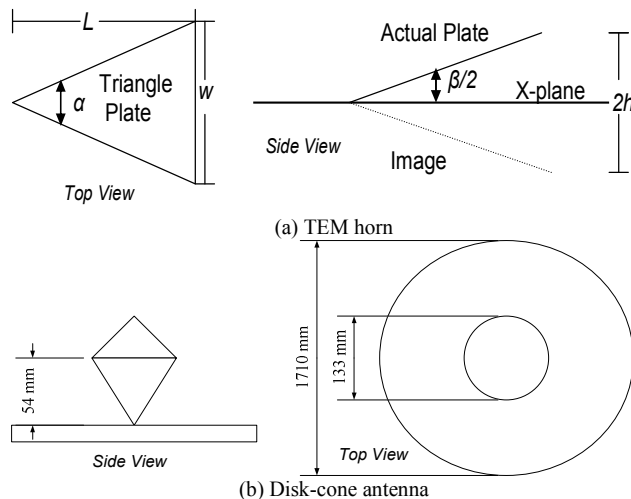 L
Triangle
Plate
α
w
Top View
Actual Plate
β/2
X-plane
2h
Side View
Image
(a) TEM horn
54 mm
Side View
1710 mm
133 mm
Top View
(b) Disk-cone antenna